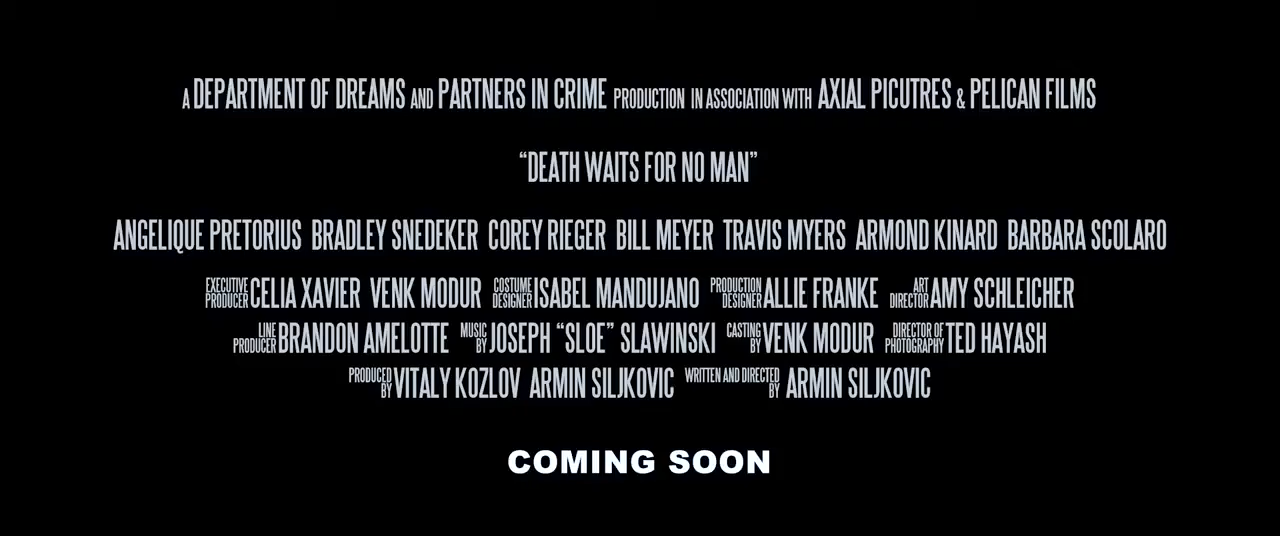 A DEPARTMENT OF DREAMS AND PARTNERS IN CRIME PRODUCTION IN ASSOCIATION WITH AXIAL PICUTRES & PELICAN FILMS
“DEATH WAITS FOR NO MAN”
ANGELIQUE PRETORIUS BRADLEY SNEDEKER COREY RIEGER BILL MEYER TRAVIS MYERS ARMOND KINARD BARBARA SCOLARO
EXECUTIVE PRODUCER CELIA XAVIER VENK MODUR COSTUME DESIGNER ISABEL MANDUJANO PRODUCTION DESIGNER ALLIE FRANKE ART DIRECTOR AMY SCHLEICHER
LINE PRODUCER BRANDON AMELOTTE MUSIC BY JOSEPH “SLOE” SLAWINSKI CASTING BY VENK MODUR DIRECTOR OF PHOTOGRAPHY TED HAYASH
PRODUCED BY VITALY KOZLOV ARMIN SILJKOVIC WRITTEN AND DIRECTED BY ARMIN SILJKOVIC
COMING SOON